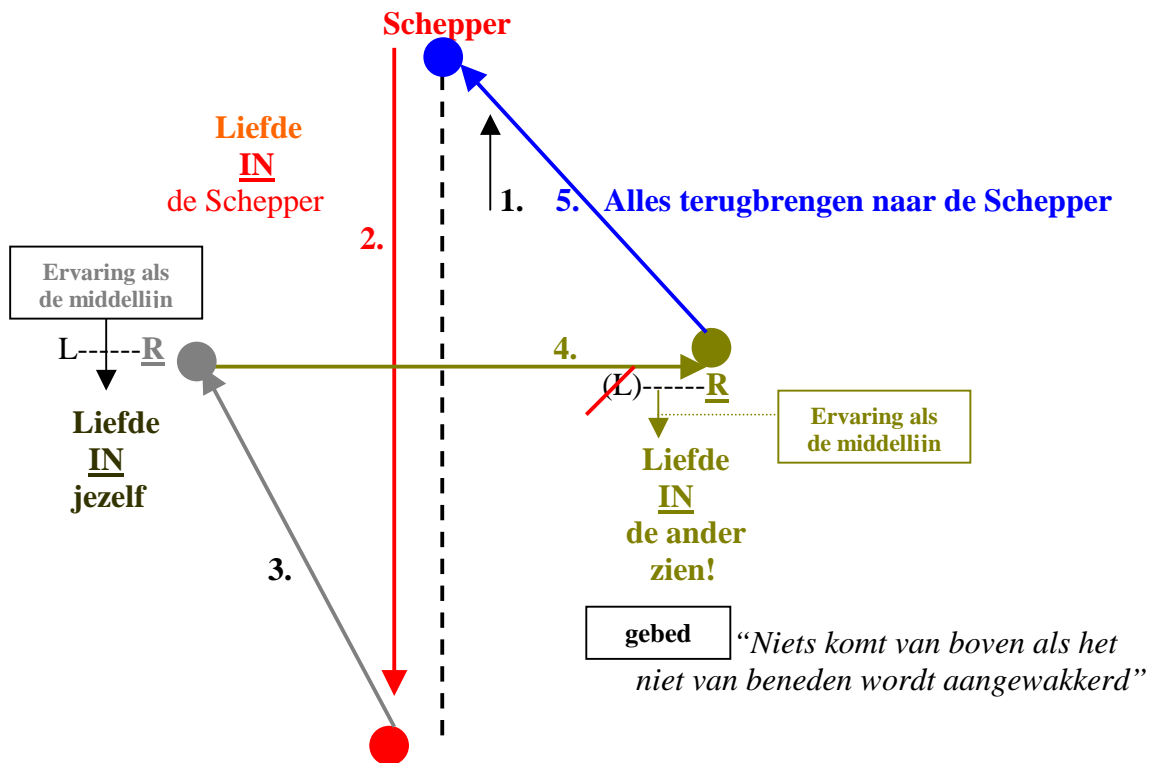 Schepper
Liefde
IN
de Schepper
1.
5. Alles terugbrengen naar de Schepper
2.
Ervaring als
de middellijn
L------R
4.
(L)------R
Liefde
IN
jezelf
Ervaring als
de middellijn
Liefde
IN
de ander
zien!
3.
gebed
“Niets komt van boven als het
niet van beneden wordt aangewakkerd”